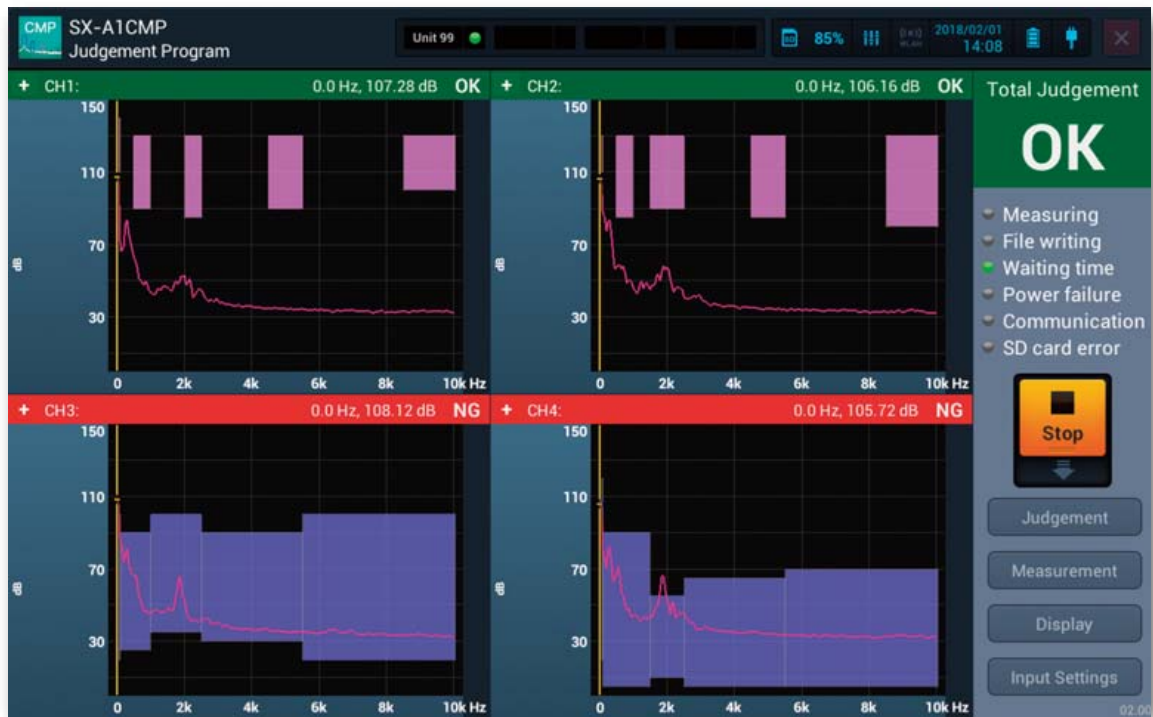 CMP
SX-A1CMP
Judgement Program
Unit 99
SD
85%
WLAN
2018/02/01
14:08
+ CH1: 0.0 Hz, 107.28 dB OK
150
110
70
30
dB
0 2k 4k 6k 8k 10k Hz
+ CH2: 0.0 Hz, 106.16 dB OK
150
110
70
30
dB
0 2k 4k 6k 8k 10k Hz
+ CH3: 0.0 Hz, 108.12 dB NG
150
110
70
30
dB
0 2k 4k 6k 8k 10k Hz
+ CH4: 0.0 Hz, 105.72 dB NG
150
110
70
30
dB
0 2k 4k 6k 8k 10k Hz
Total Judgement
OK
Measuring
File writing
Waiting time
Power failure
Communication
SD card error
Stop
Judgement
Measurement
Display
Input Settings
02.00